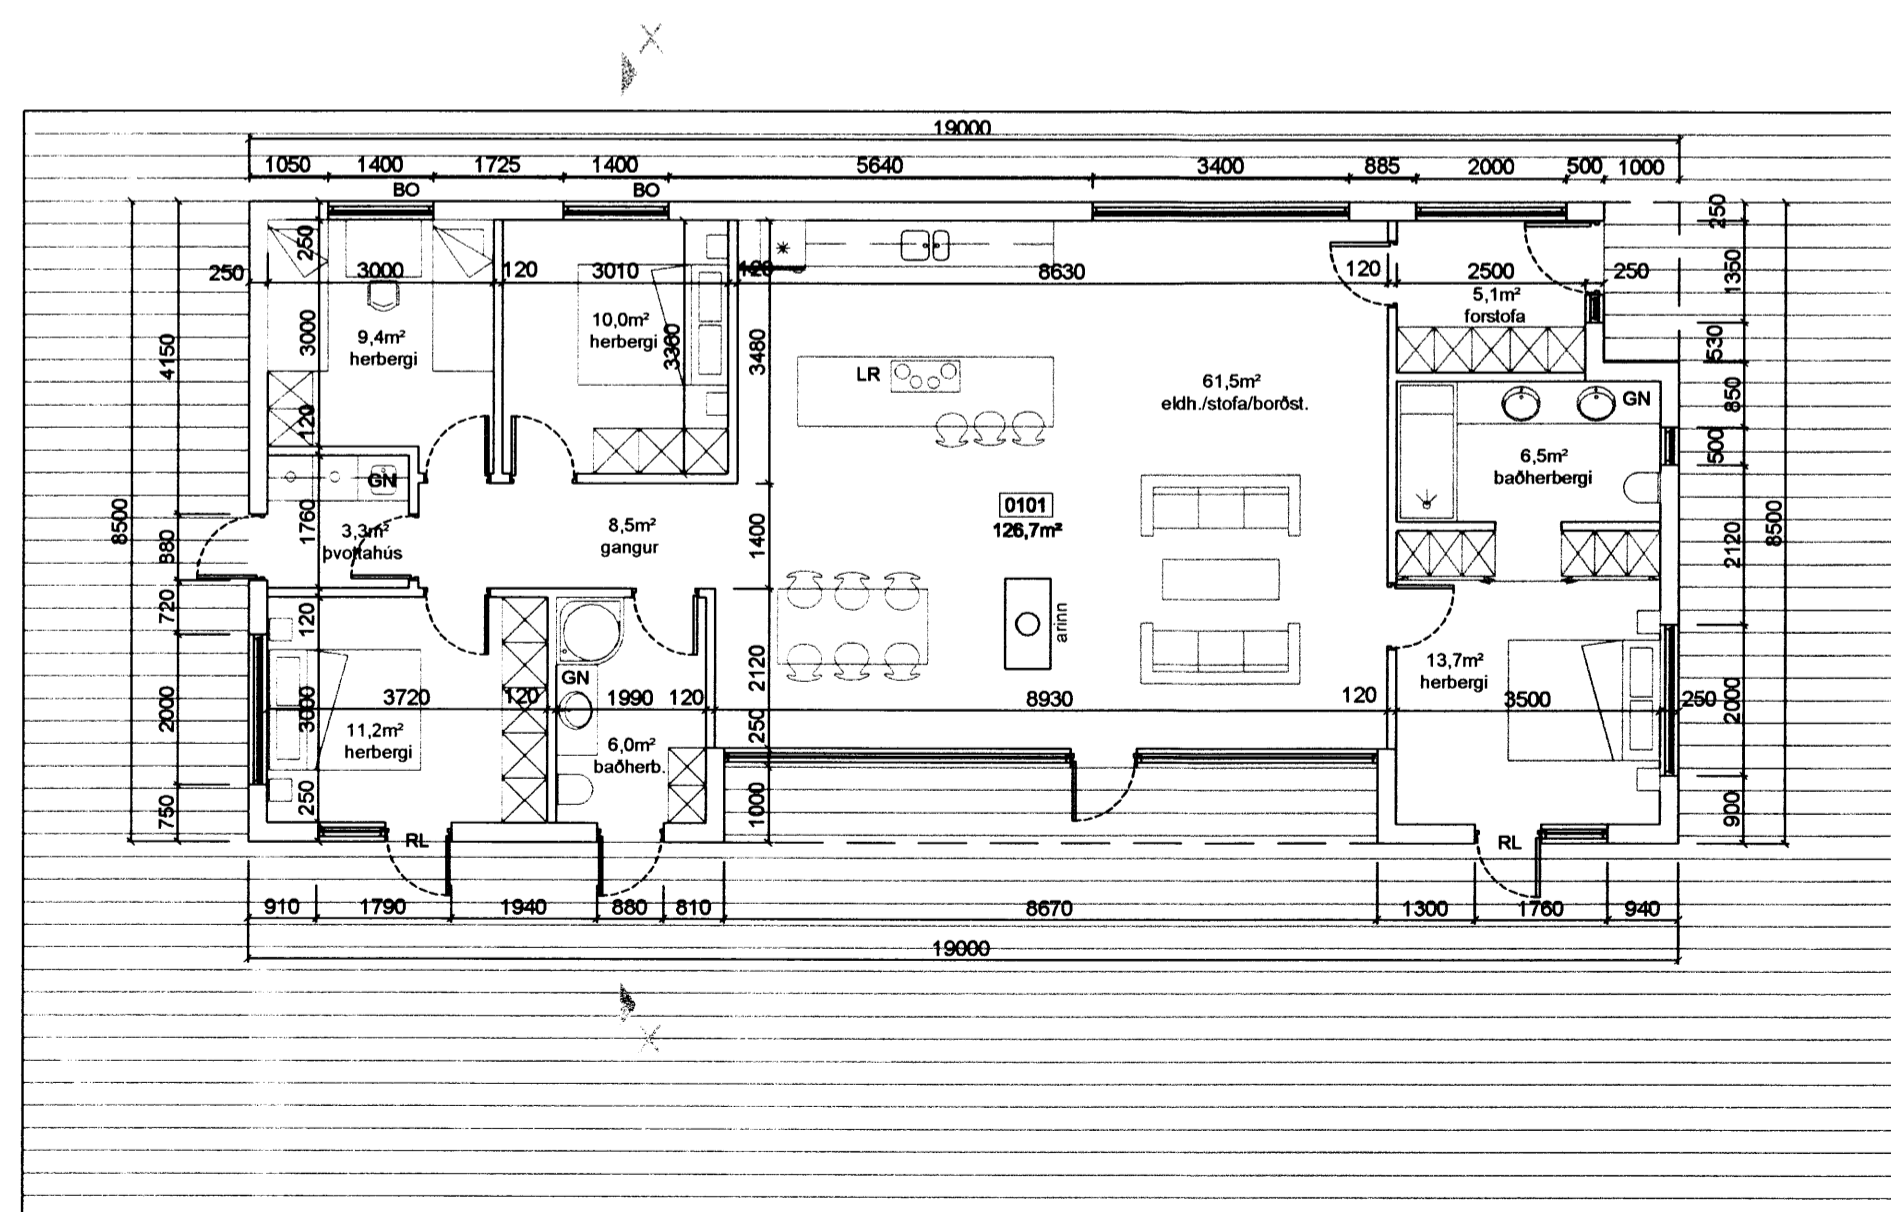 19000
1050 1400 1725 1400 5640 3400 885 2000 500 1000
BO BO
250 3000 120 3010 120 8630 120 2500 250
250
3000
120
1760
120
3000
250
9,4m²
herbergi
10,0m²
herbergi
3360
3480
1400
2120
250
1000
LR
61,5m²
eldh./stofa/borðst.
5,1m²
forstofa
GN
6,5m²
baðherbergi
GN
3,3m²
þvottahús
8,5m²
gangur
0101
126,7m²
arinn
13,7m²
herbergi
3720 120 1990 120 8930 120 3500 250
11,2m²
herbergi
GN
6,0m²
baðherb.
RL RL
8500
4150
880
720
2000
750
250
1350
530
850
500
2120
2000
900
8500
910 1790 1940 880 810 8670 1300 1760 940
19000
X
X